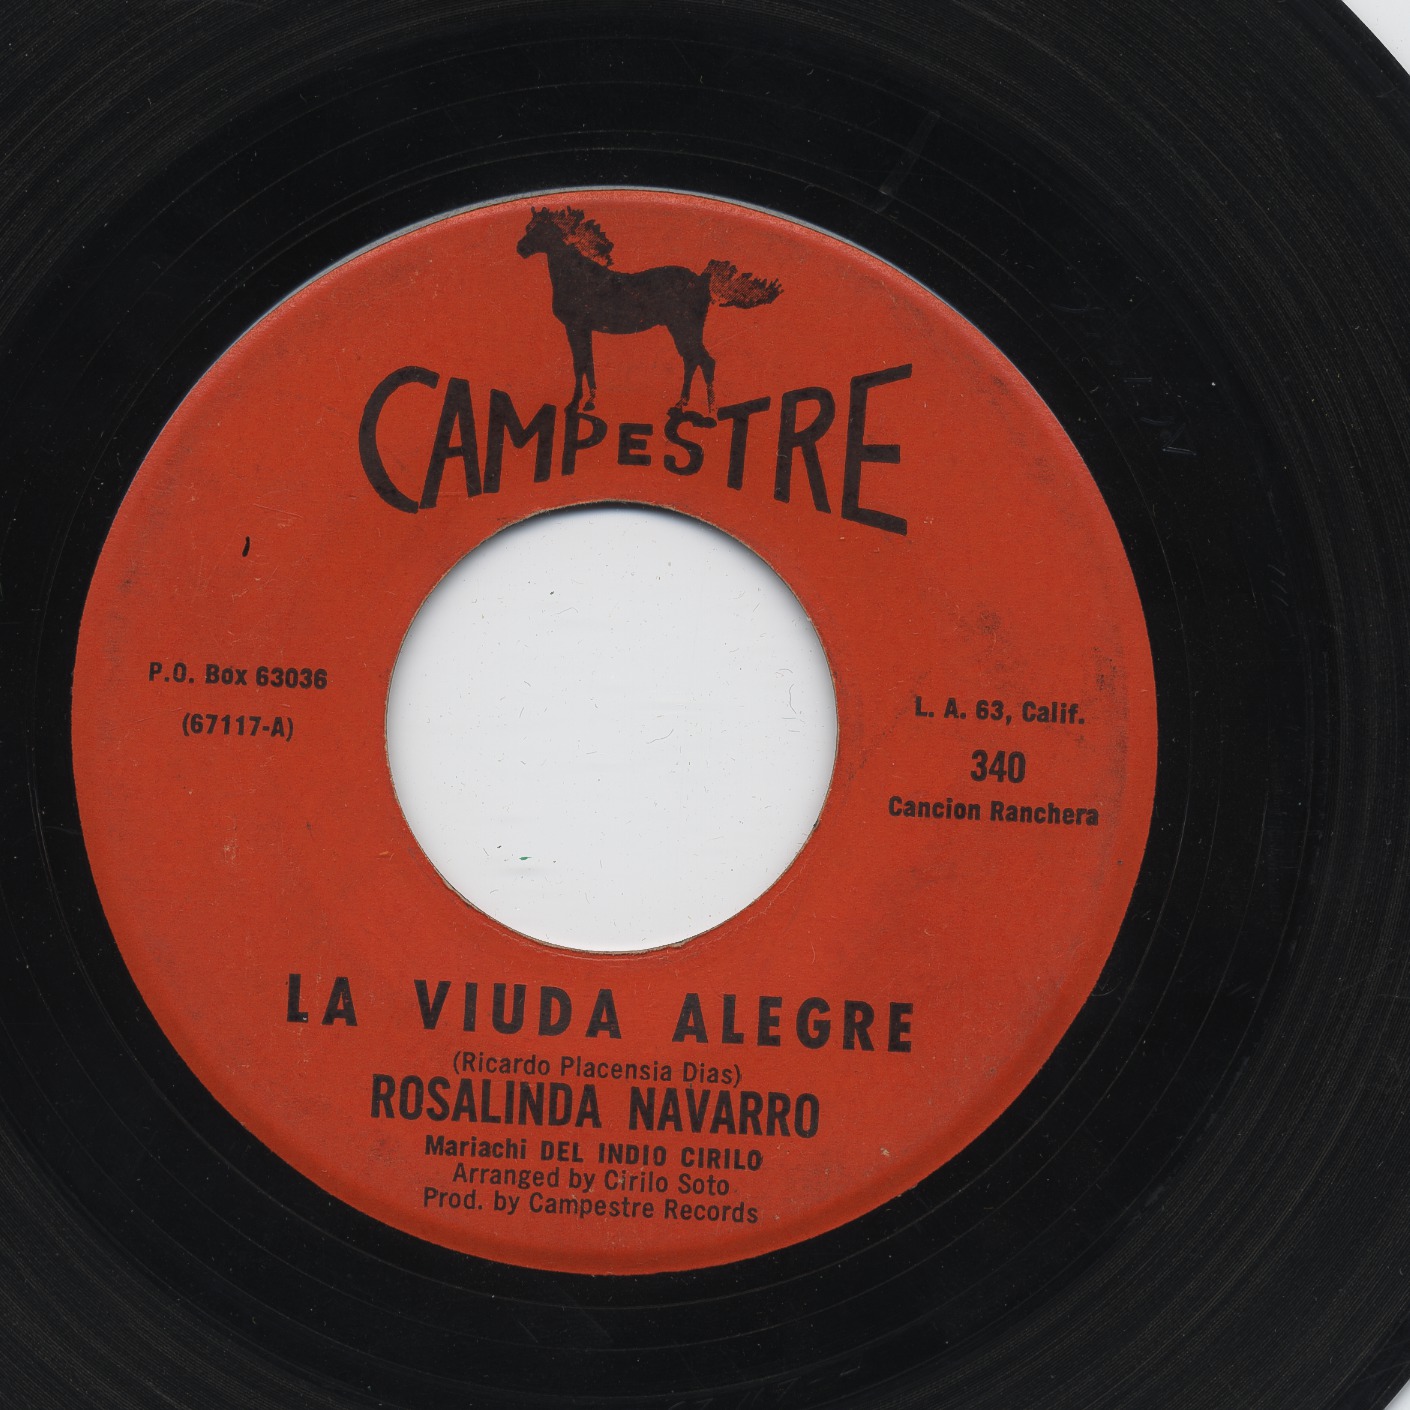 CAMPESTRE
P.O. Box 63036
(67117-A)
L. A. 63, Calif.
340
Cancion Ranchera
LA VIUDA ALEGRE
(Ricardo Placensia Dias)
ROSALINDA NAVARRO
Mariachi DEL INDIO CIRILO
Arranged by Cirilo Soto
Prod. by Campestre Records